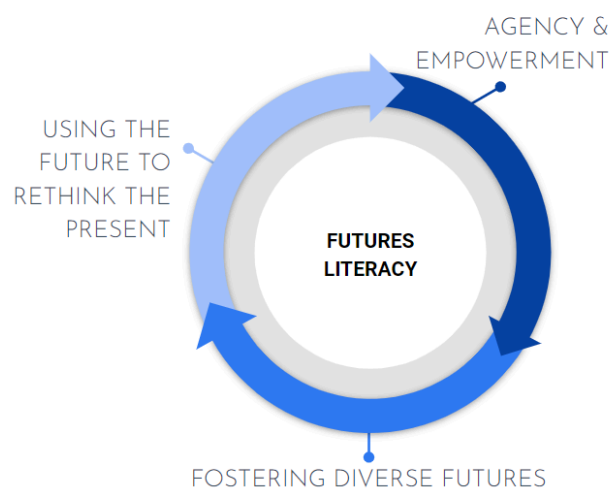 AGENCY &
EMPOWERMENT
USING THE
FUTURE TO
RETHINK THE
PRESENT
FUTURES
LITERACY
FOSTERING DIVERSE FUTURES